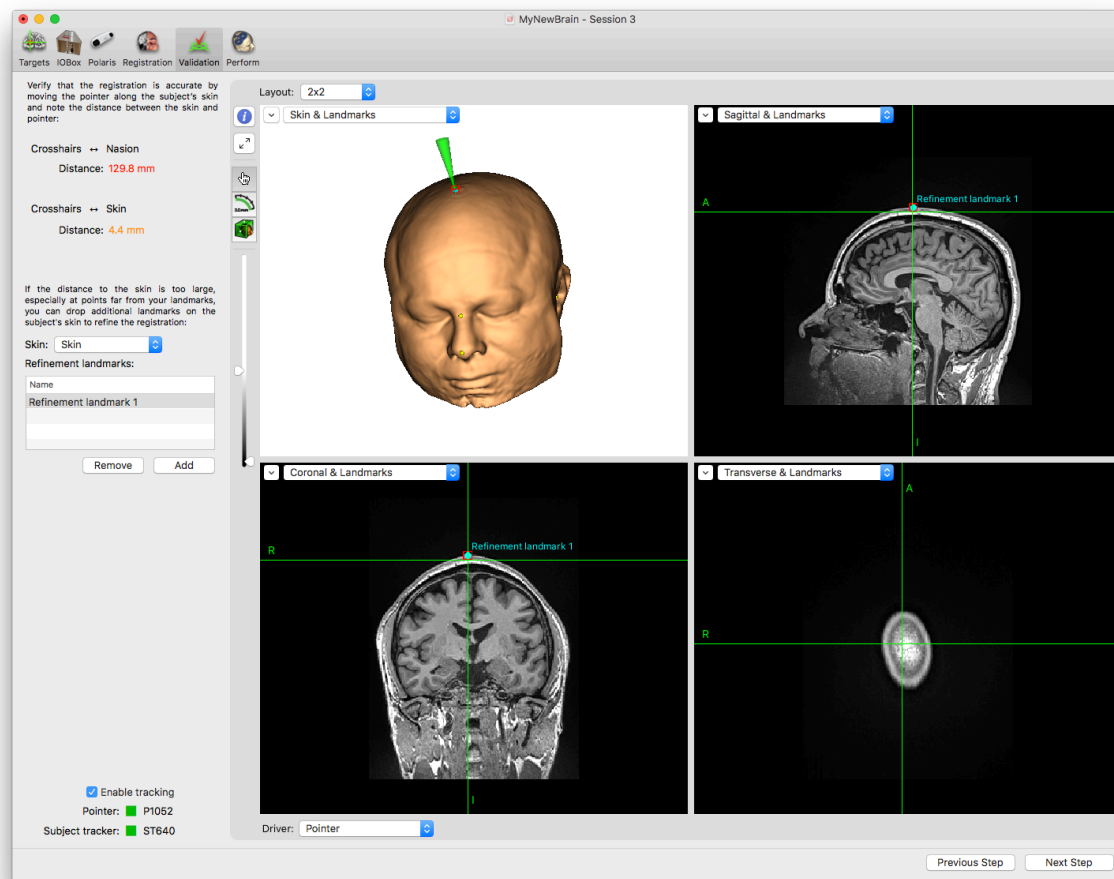 MyNewBrain - Session 3
Targets IOBox Polaris Registration Validation Perform
Verify that the registration is accurate by
moving the pointer along the subject's skin
and note the distance between the skin and
pointer:
Crosshairs ↔ Nasion
Distance: 129.8 mm
Crosshairs ↔ Skin
Distance: 4.4 mm
If the distance to the skin is too large,
especially at points far from your landmarks,
you can drop additional landmarks on the
subject's skin to refine the registration:
Skin: Skin
Refinement landmarks:
Name
Refinement landmark 1
Remove Add
Enable tracking
Pointer: P1052
Subject tracker: ST640
Layout: 2x2
Skin & Landmarks
Sagittal & Landmarks
A
Refinement landmark 1
I
Coronal & Landmarks
R
Refinement landmark 1
I
Transverse & Landmarks
A
R
Driver: Pointer
Previous Step Next Step